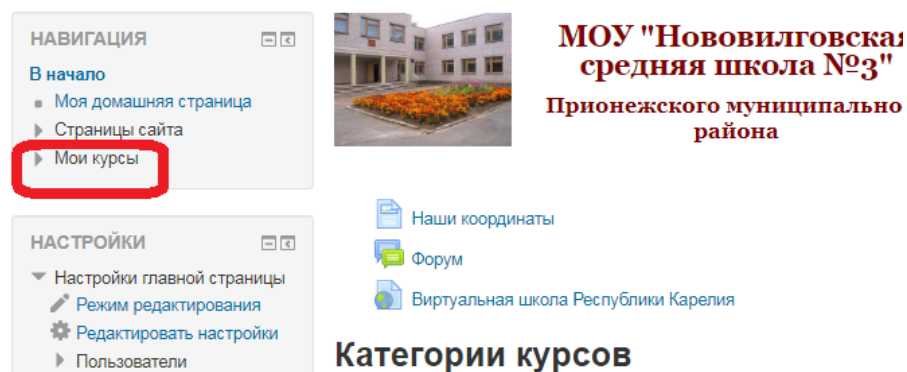 НАВИГАЦИЯ
В начало
Моя домашняя страница
Страницы сайта
Мои курсы
НАСТРОЙКИ
Настройки главной страницы
Режим редактирования
Редактировать настройки
Пользователи
МОУ "Нововилговская
средняя школа №3"
Прионежского муниципально
района
Наши координаты
Форум
Виртуальная школа Республики Карелия
Категории курсов